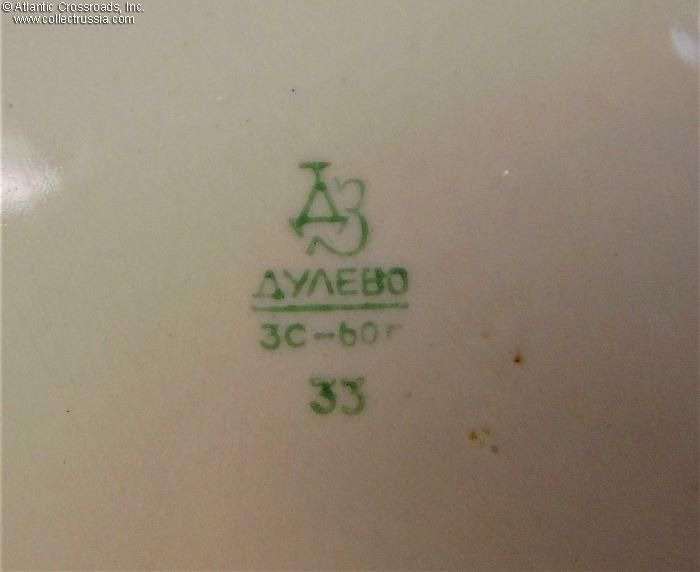 © Atlantic Crossroads, Inc.
www.collectrussia.com
ДЗ
ДУЛЕВО
3С-60г
33